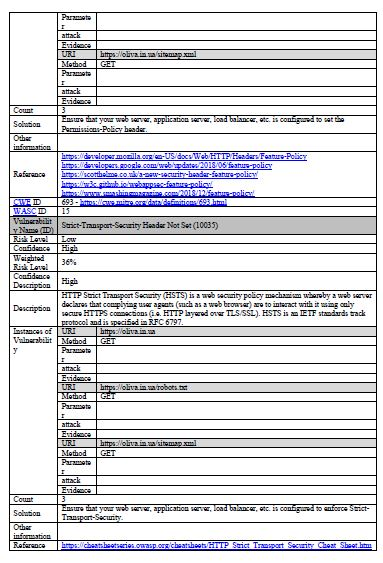 Paramete
r
attack
Evidence
URI https://oliva.in.ua/sitemap.xml
Method GET
Paramete
r
attack
Evidence
Count 3
Solution Ensure that your web server, application server, load balancer, etc. is configured to set the
Permissions-Policy header.
Other
information
Reference https://developer.mozilla.org/en-US/docs/Web/HTTP/Headers/Feature-Policy
https://developers.google.com/web/updates/2018/06/feature-policy
https://scotthelme.co.uk/a-new-security-header-feature-policy/
https://w3c.github.io/webappsec-feature-policy/
https://www.smashingmagazine.com/2018/12/feature-policy/
CWE ID 693 - https://cwe.mitre.org/data/definitions/693.html
WASC ID 15
Vulnerabilit
y Name (ID) Strict-Transport-Security Header Not Set (10035)
Risk Level Low
Confidence High
Weighted
Risk Level 36%
Confidence
Description High
Description HTTP Strict Transport Security (HSTS) is a web security policy mechanism whereby a web server
declares that complying user agents (such as a web browser) are to interact with it using only
secure HTTPS connections (i.e. HTTP layered over TLS/SSL). HSTS is an IETF standards track
protocol and is specified in RFC 6797.
Instances of
Vulnerabilit
y
URI https://oliva.in.ua
Method GET
Paramete
r
attack
Evidence
URI https://oliva.in.ua/robots.txt
Method GET
Paramete
r
attack
Evidence
URI https://oliva.in.ua/sitemap.xml
Method GET
Paramete
r
attack
Evidence
Count 3
Solution Ensure that your web server, application server, load balancer, etc. is configured to enforce Strict-
Transport-Security.
Other
information
Reference https://cheatsheetseries.owasp.org/cheatsheets/HTTP_Strict_Transport_Security_Cheat_Sheet.htm